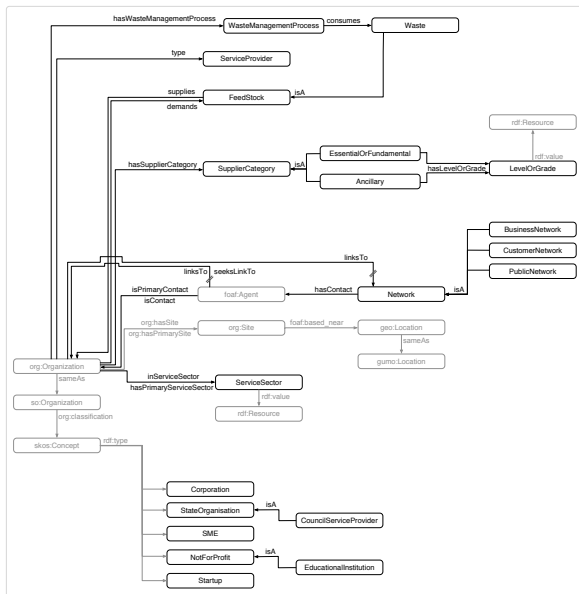 hasWasteManagementProcess
WasteManagementProcess
consumes
Waste
type
ServiceProvider
supplies
FeedStock
isA
demands
rdf:Resource
rdf:value
EssentialOrFundamental
hasSupplierCategory
SupplierCategory
isA
hasLevelOrGrade
LevelOrGrade
Ancillary
BusinessNetwork
CustomerNetwork
PublicNetwork
linksTo
linksTo
seeksLinkTo
isPrimaryContact
isContact
foaf:Agent
hasContact
Network
isA
org:hasSite
org:hasPrimarySite
org:Site
foaf:based_near
geo:Location
sameAs
gumo:Location
org:Organization
sameAs
inServiceSector
hasPrimaryServiceSector
ServiceSector
rdf:value
rdf:Resource
so:Organization
org:classification
skos:Concept
rdf:type
Corporation
StateOrganisation
isA
CouncilServiceProvider
SME
NotForProfit
isA
EducationalInstitution
Startup